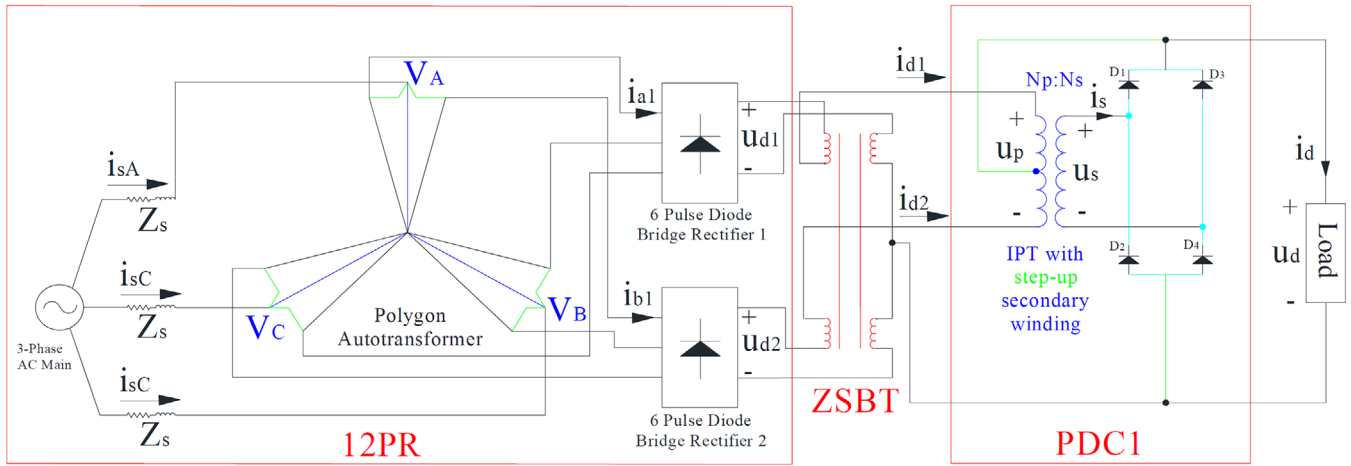 VA
isA
Zs
isC
Zs
3-Phase
AC Main
isC
Zs
VC
VB
Polygon
Autotransformer
12PR
ia1
+
ud1
-
6 Pulse Diode
Bridge Rectifier 1
ib1
+
ud2
-
6 Pulse Diode
Bridge Rectifier 2
ZSBT
id1
id2
Np:Ns
+
up
-
is
+
us
-
D1
D3
D2
D4
IPT with
step-up
secondary
winding
PDC1
id
+
ud
-
Load